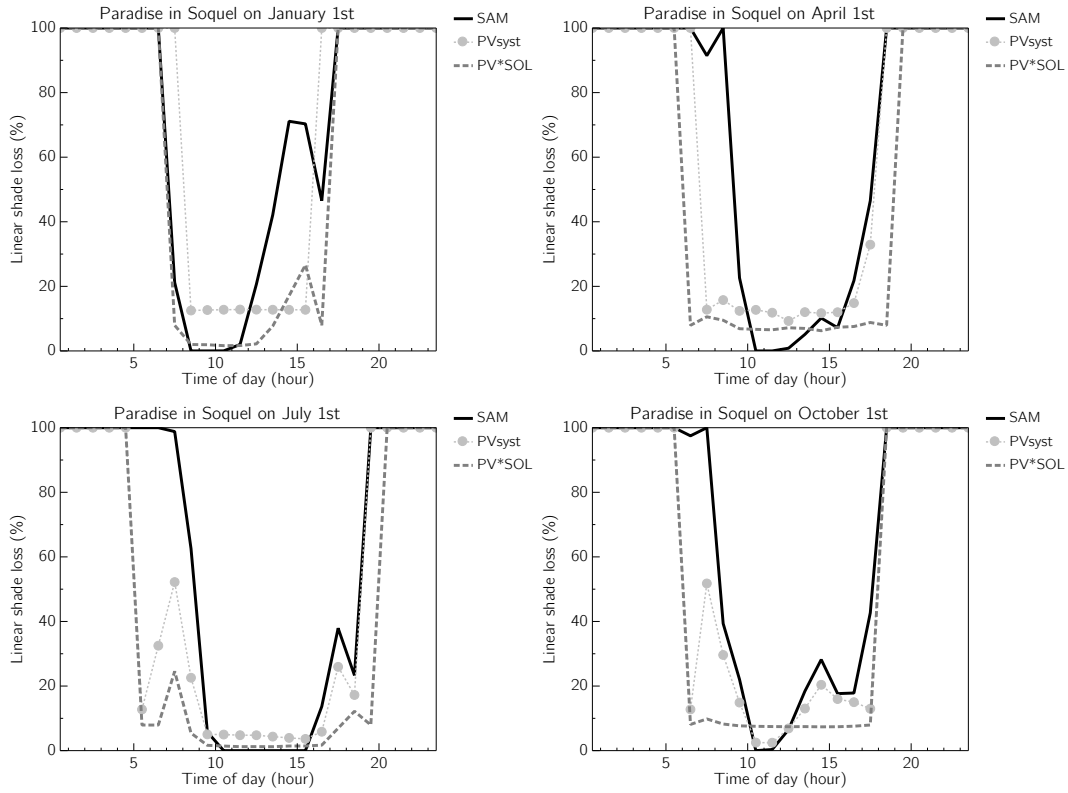 Paradise in Soquel on January 1st
SAM
PVsyst
PV*SOL
100
80
60
40
20
0
Linear shade loss (%)
5
10
15
20
Time of day (hour)
Paradise in Soquel on April 1st
SAM
PVsyst
PV*SOL
100
80
60
40
20
0
Linear shade loss (%)
5
10
15
20
Time of day (hour)
Paradise in Soquel on July 1st
SAM
PVsyst
PV*SOL
100
80
60
40
20
0
Linear shade loss (%)
5
10
15
20
Time of day (hour)
Paradise in Soquel on October 1st
SAM
PVsyst
PV*SOL
100
80
60
40
20
0
Linear shade loss (%)
5
10
15
20
Time of day (hour)